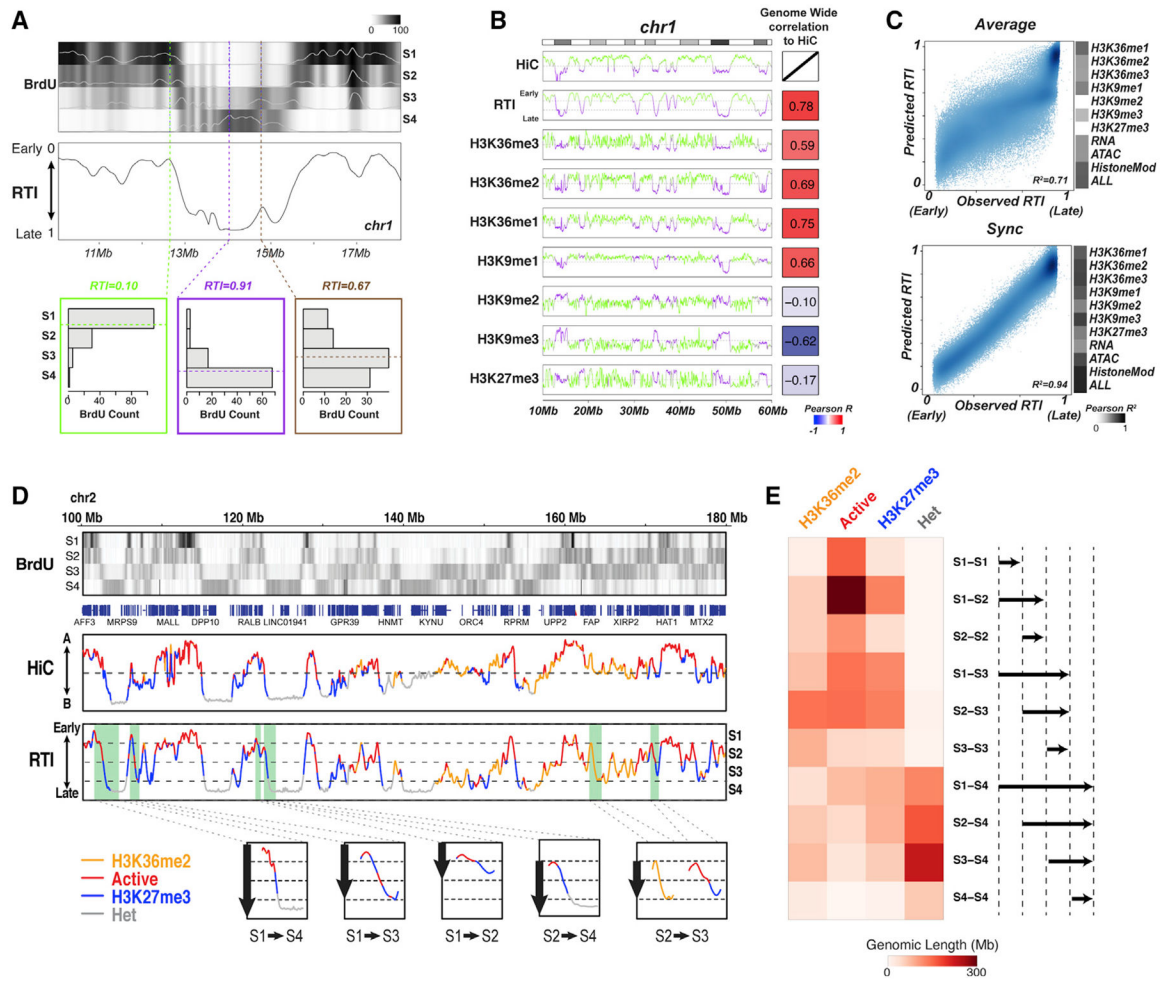 A
0 100
BrdU
S1
S2
S3
S4
Early 0
RTI
Late 1
chr1
11Mb 13Mb 15Mb 17Mb
RTI=0.10 RTI=0.91 RTI=0.67
S1
S2
S3
S4
0 40 80
BrdU Count
0 20 40 60
BrdU Count
0 10 20 30
BrdU Count
B
chr1
Genome Wide
correlation
to HiC
HiC
RTI
Early
Late
0.78
H3K36me3
0.59
H3K36me2
0.69
H3K36me1
0.75
H3K9me1
0.66
H3K9me2
−0.10
H3K9me3
−0.62
H3K27me3
−0.17
10Mb 20Mb 30Mb 40Mb 50Mb 60Mb
Pearson R
-1 1
C
Average
1
Predicted RTI
0
R²=0.71
0 1
(Early) Observed RTI (Late)
H3K36me1
H3K36me2
H3K36me3
H3K9me1
H3K9me2
H3K9me3
H3K27me3
RNA
ATAC
HistoneMod
ALL
Sync
1
Predicted RTI
0
R²=0.94
0 1
(Early) Observed RTI (Late)
H3K36me1
H3K36me2
H3K36me3
H3K9me1
H3K9me2
H3K9me3
H3K27me3
RNA
ATAC
HistoneMod
ALL
Pearson R²
0 1
D
chr2
100 Mb 120 Mb 140 Mb 160 Mb 180 Mb
BrdU
S1
S2
S3
S4
AFF3 MRPS9 MALL DPP10 RALB LINC01941 GPR39 HNMT KYNU ORC4 RPRM UPP2 FAP XIRP2 HAT1 MTX2
A
HiC
B
Early
RTI
Late
S1
S2
S3
S4
H3K36me2
Active
H3K27me3
Het
S1➔S4 S1➔S3 S1➔S2 S2➔S4 S2➔S3
E
H3K36me2
Active
H3K27me3
Het
S1−S1
S1−S2
S2−S2
S1−S3
S2−S3
S3−S3
S1−S4
S2−S4
S3−S4
S4−S4
Genomic Length (Mb)
0 300